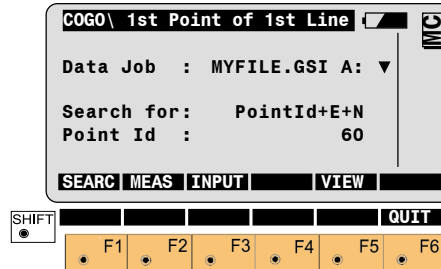 COGO\ 1st Point of 1st Line MC
Data Job : MYFILE.GSI A: ▼
Search for: PointId+E+N
Point Id : 60
SEARC MEAS INPUT VIEW
SHIFT QUIT
F1 F2 F3 F4 F5 F6